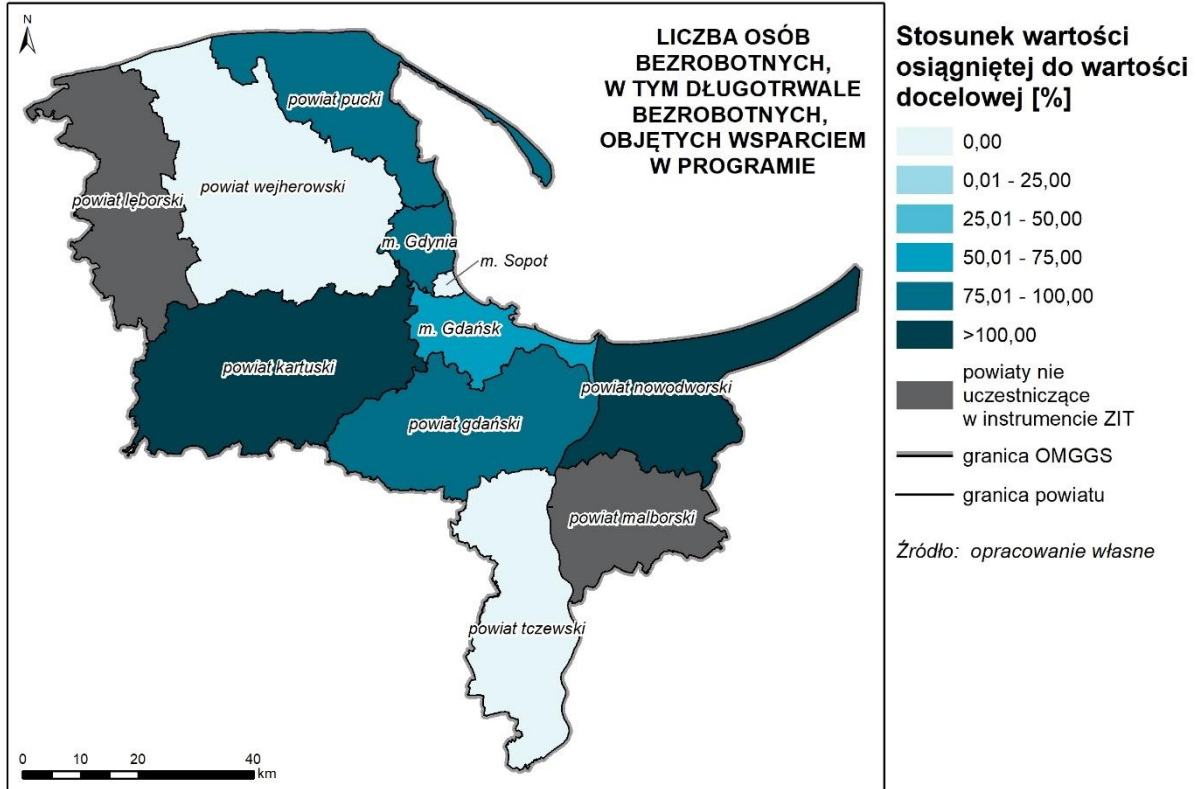 N
LICZBA OSÓB
BEZROBOTNYCH,
W TYM DŁUGOTRWALE
BEZROBOTNYCH,
OBJĘTYCH WSPARCIEM
W PROGRAMIE
powiat pucki
powiat wejherowski
powiat lęborski
m. Gdynia
m. Sopot
m. Gdańsk
powiat kartuski
powiat nowodworski
powiat gdański
powiat malborski
powiat tczewski
0 10 20 40
km
Stosunek wartości
osiągniętej do wartości
docelowej [%]
0,00
0,01 - 25,00
25,01 - 50,00
50,01 - 75,00
75,01 - 100,00
>100,00
powiaty nie
uczestniczące
w instrumencie ZIT
granica OMGGS
granica powiatu
Źródło: opracowanie własne